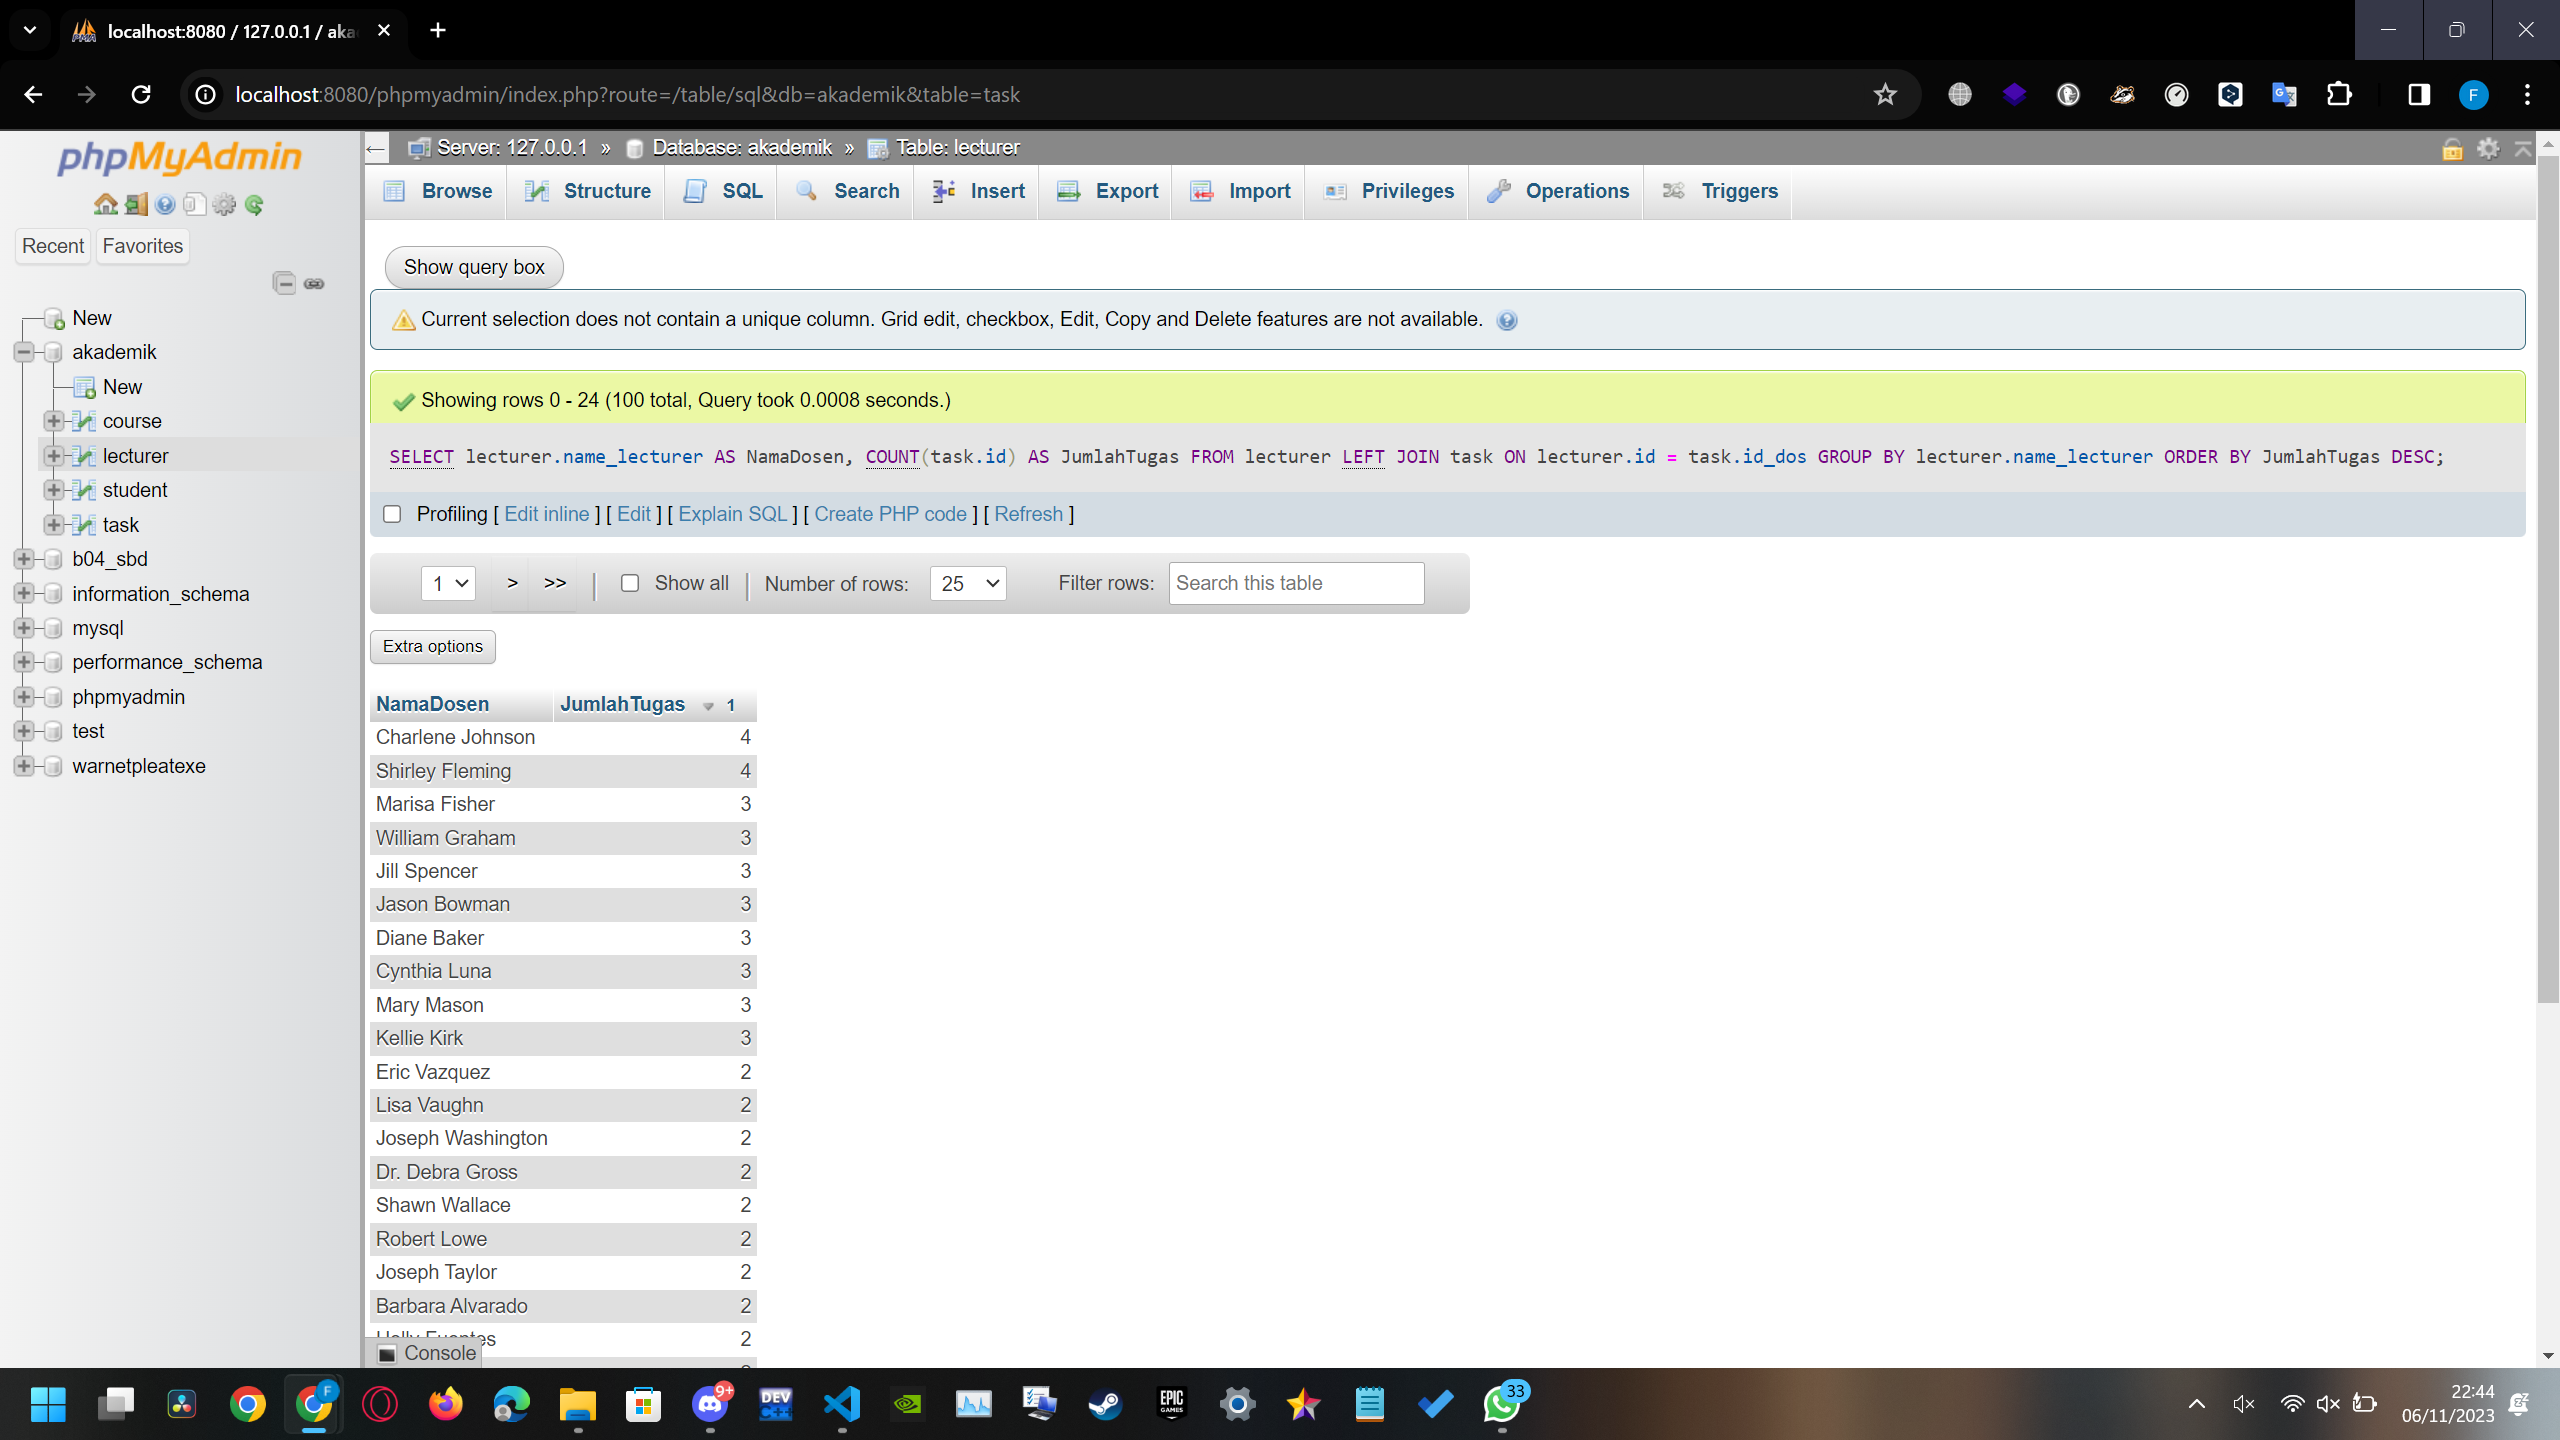 localhost:8080 / 127.0.0.1 / aka
localhost:8080/phpmyadmin/index.php?route=/table/sql&db=akademik&table=task
F
phpMyAdmin
Recent Favorites
New
akademik
New
course
lecturer
student
task
b04_sbd
information_schema
mysql
performance_schema
phpmyadmin
test
warnetpleatexe
Server: 127.0.0.1 » Database: akademik » Table: lecturer
Browse Structure SQL Search Insert Export Import Privileges Operations Triggers
Show query box
Current selection does not contain a unique column. Grid edit, checkbox, Edit, Copy and Delete features are not available.
Showing rows 0 - 24 (100 total, Query took 0.0008 seconds.)
SELECT lecturer.name_lecturer AS NamaDosen, COUNT(task.id) AS JumlahTugas FROM lecturer LEFT JOIN task ON lecturer.id = task.id_dos GROUP BY lecturer.name_lecturer ORDER BY JumlahTugas DESC;
Profiling [ Edit inline ] [ Edit ] [ Explain SQL ] [ Create PHP code ] [ Refresh ]
1 > >> | Show all | Number of rows: 25 Filter rows: Search this table
Extra options
NamaDosen JumlahTugas 1
Charlene Johnson 4
Shirley Fleming 4
Marisa Fisher 3
William Graham 3
Jill Spencer 3
Jason Bowman 3
Diane Baker 3
Cynthia Luna 3
Mary Mason 3
Kellie Kirk 3
Eric Vazquez 2
Lisa Vaughn 2
Joseph Washington 2
Dr. Debra Gross 2
Shawn Wallace 2
Robert Lowe 2
Joseph Taylor 2
Barbara Alvarado 2
Holly Fuentes 2
Console
F
9+
DEV C++
EPIC GAMES
33
22:44
06/11/2023